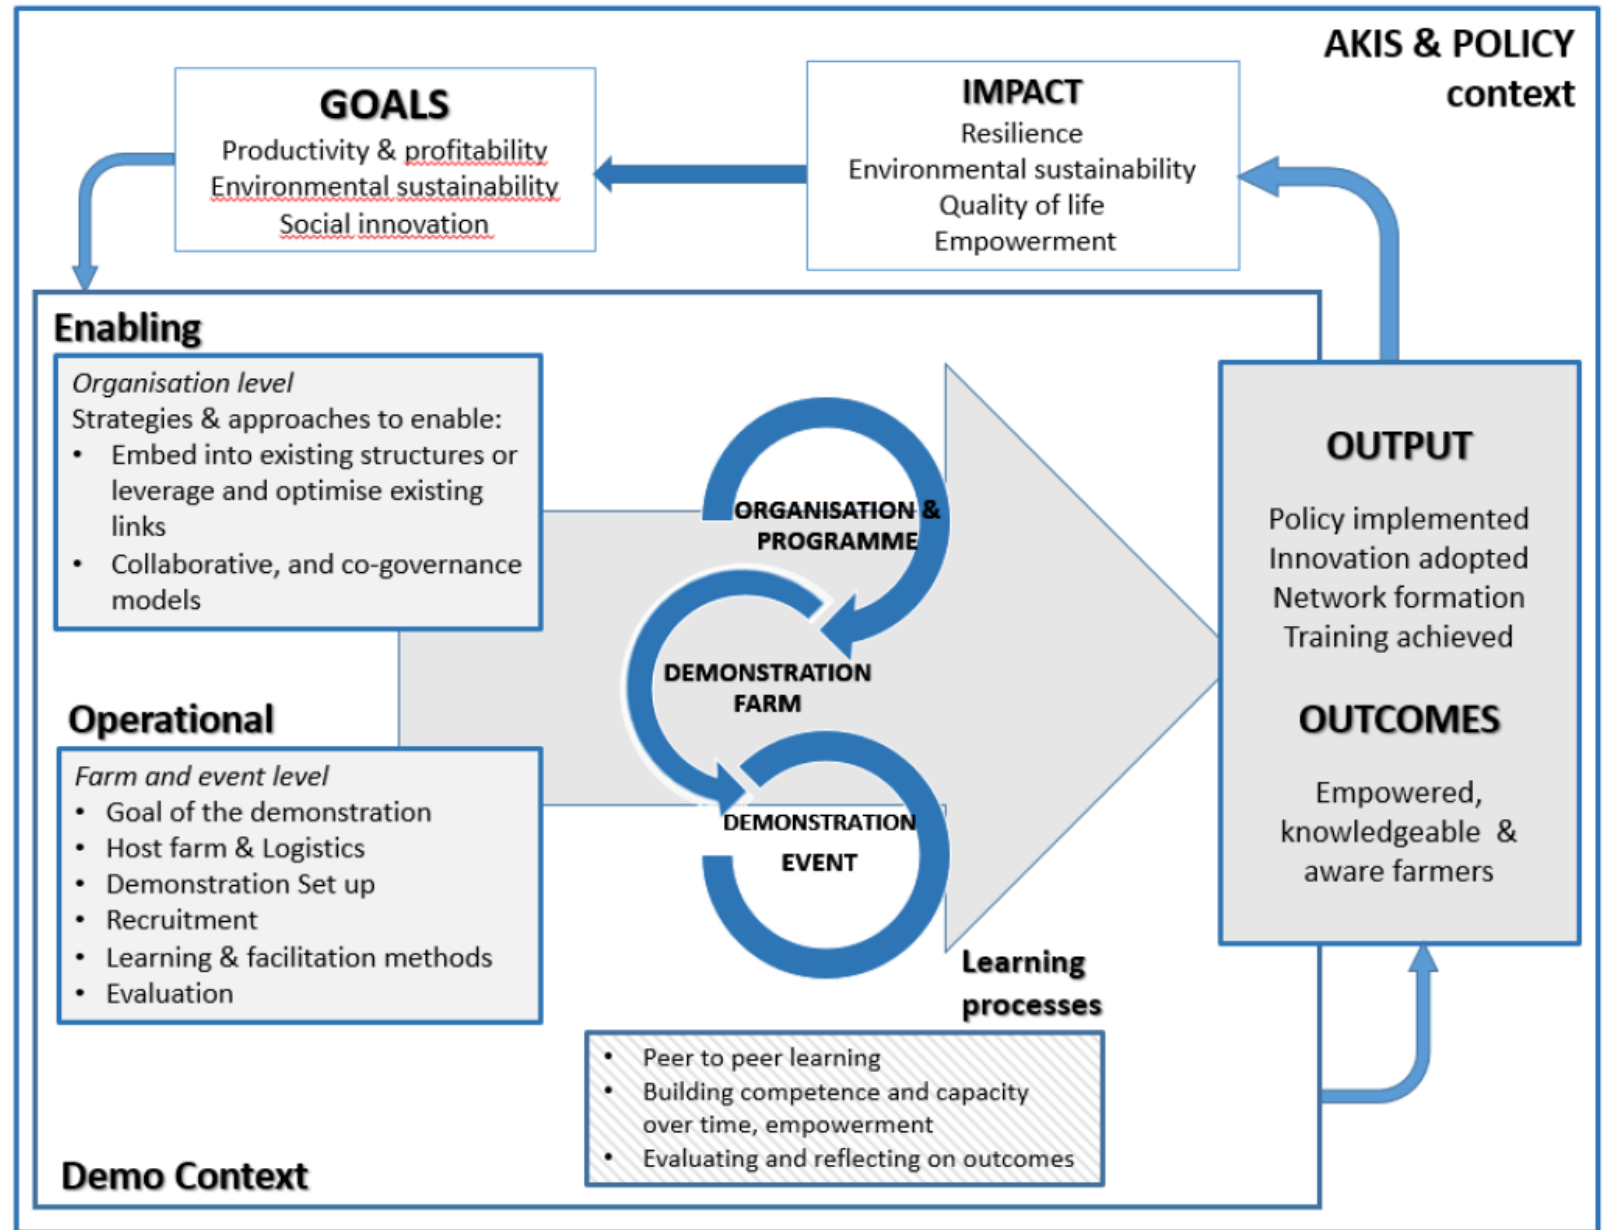 AKIS & POLICY
context
GOALS
Productivity & profitability
Environmental sustainability
Social innovation
IMPACT
Resilience
Environmental sustainability
Quality of life
Empowerment
Enabling
Organisation level
Strategies & approaches to enable:
• Embed into existing structures or
leverage and optimise existing
links
• Collaborative, and co-governance
models
Operational
Farm and event level
• Goal of the demonstration
• Host farm & Logistics
• Demonstration Set up
• Recruitment
• Learning & facilitation methods
• Evaluation
ORGANISATION &
PROGRAMME
DEMONSTRATION
FARM
DEMONSTRATION
EVENT
Learning
processes
• Peer to peer learning
• Building competence and capacity
over time, empowerment
• Evaluating and reflecting on outcomes
OUTPUT
Policy implemented
Innovation adopted
Network formation
Training achieved
OUTCOMES
Empowered,
knowledgeable &
aware farmers
Demo Context